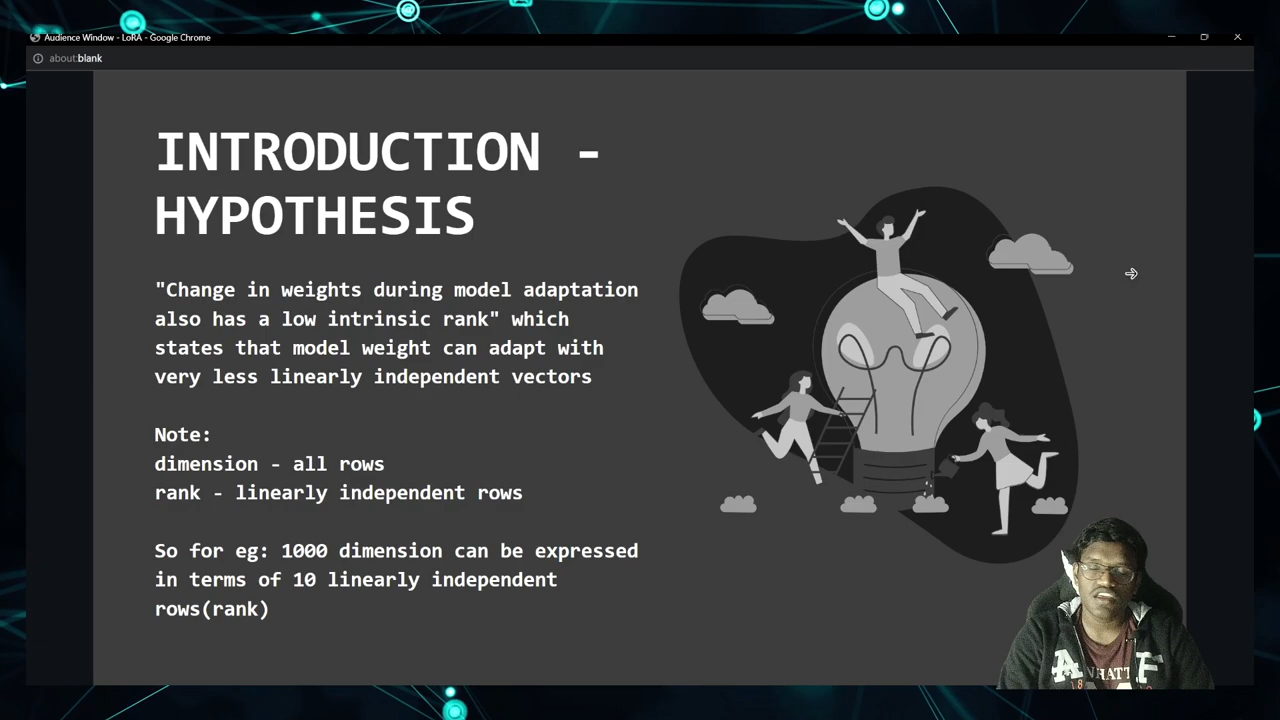 Audience Window - LoRA - Google Chrome
about:blank
INTRODUCTION -
HYPOTHESIS
"Change in weights during model adaptation
also has a low intrinsic rank" which
states that model weight can adapt with
very less linearly independent vectors
Note:
dimension - all rows
rank - linearly independent rows
So for eg: 1000 dimension can be expressed
in terms of 10 linearly independent
rows(rank)
A F